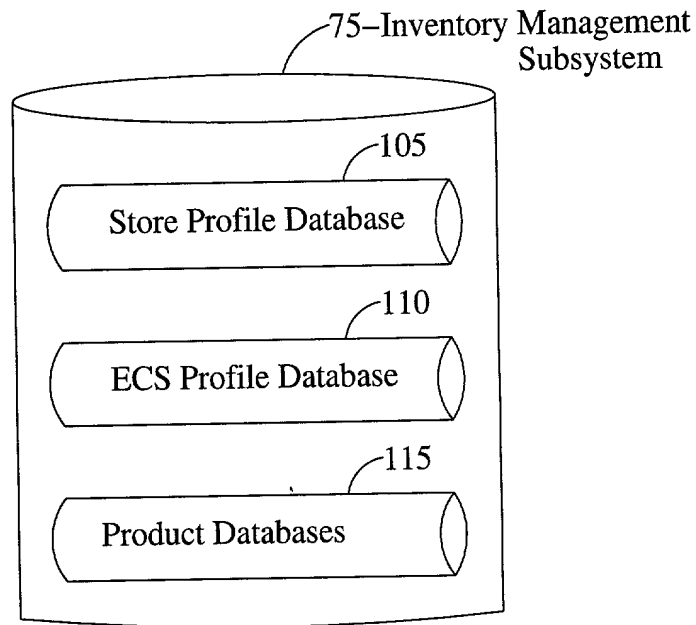 75–Inventory Management
Subsystem
105
Store Profile Database
110
ECS Profile Database
115
Product Databases